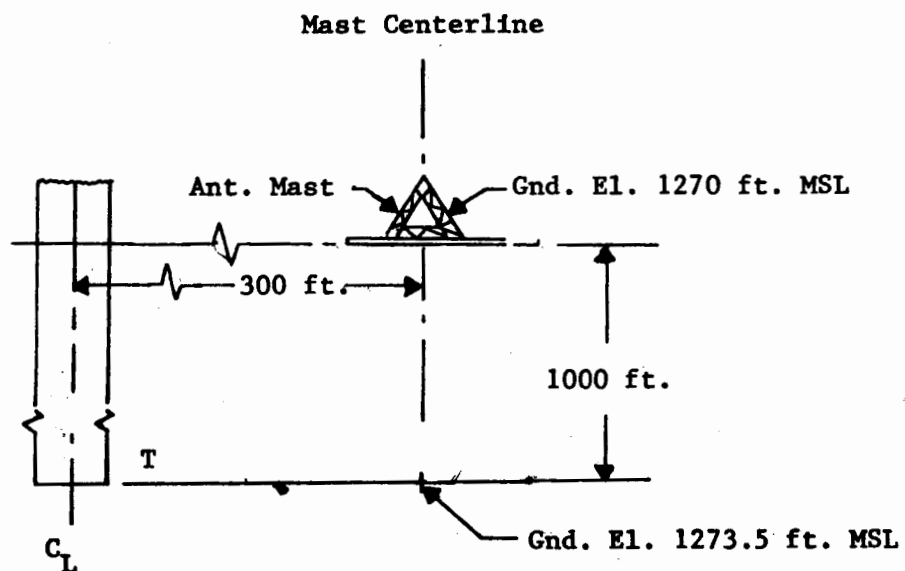 Mast Centerline
Ant. Mast
Gnd. El. 1270 ft. MSL
300 ft.
1000 ft.
T
Gnd. El. 1273.5 ft. MSL
CL